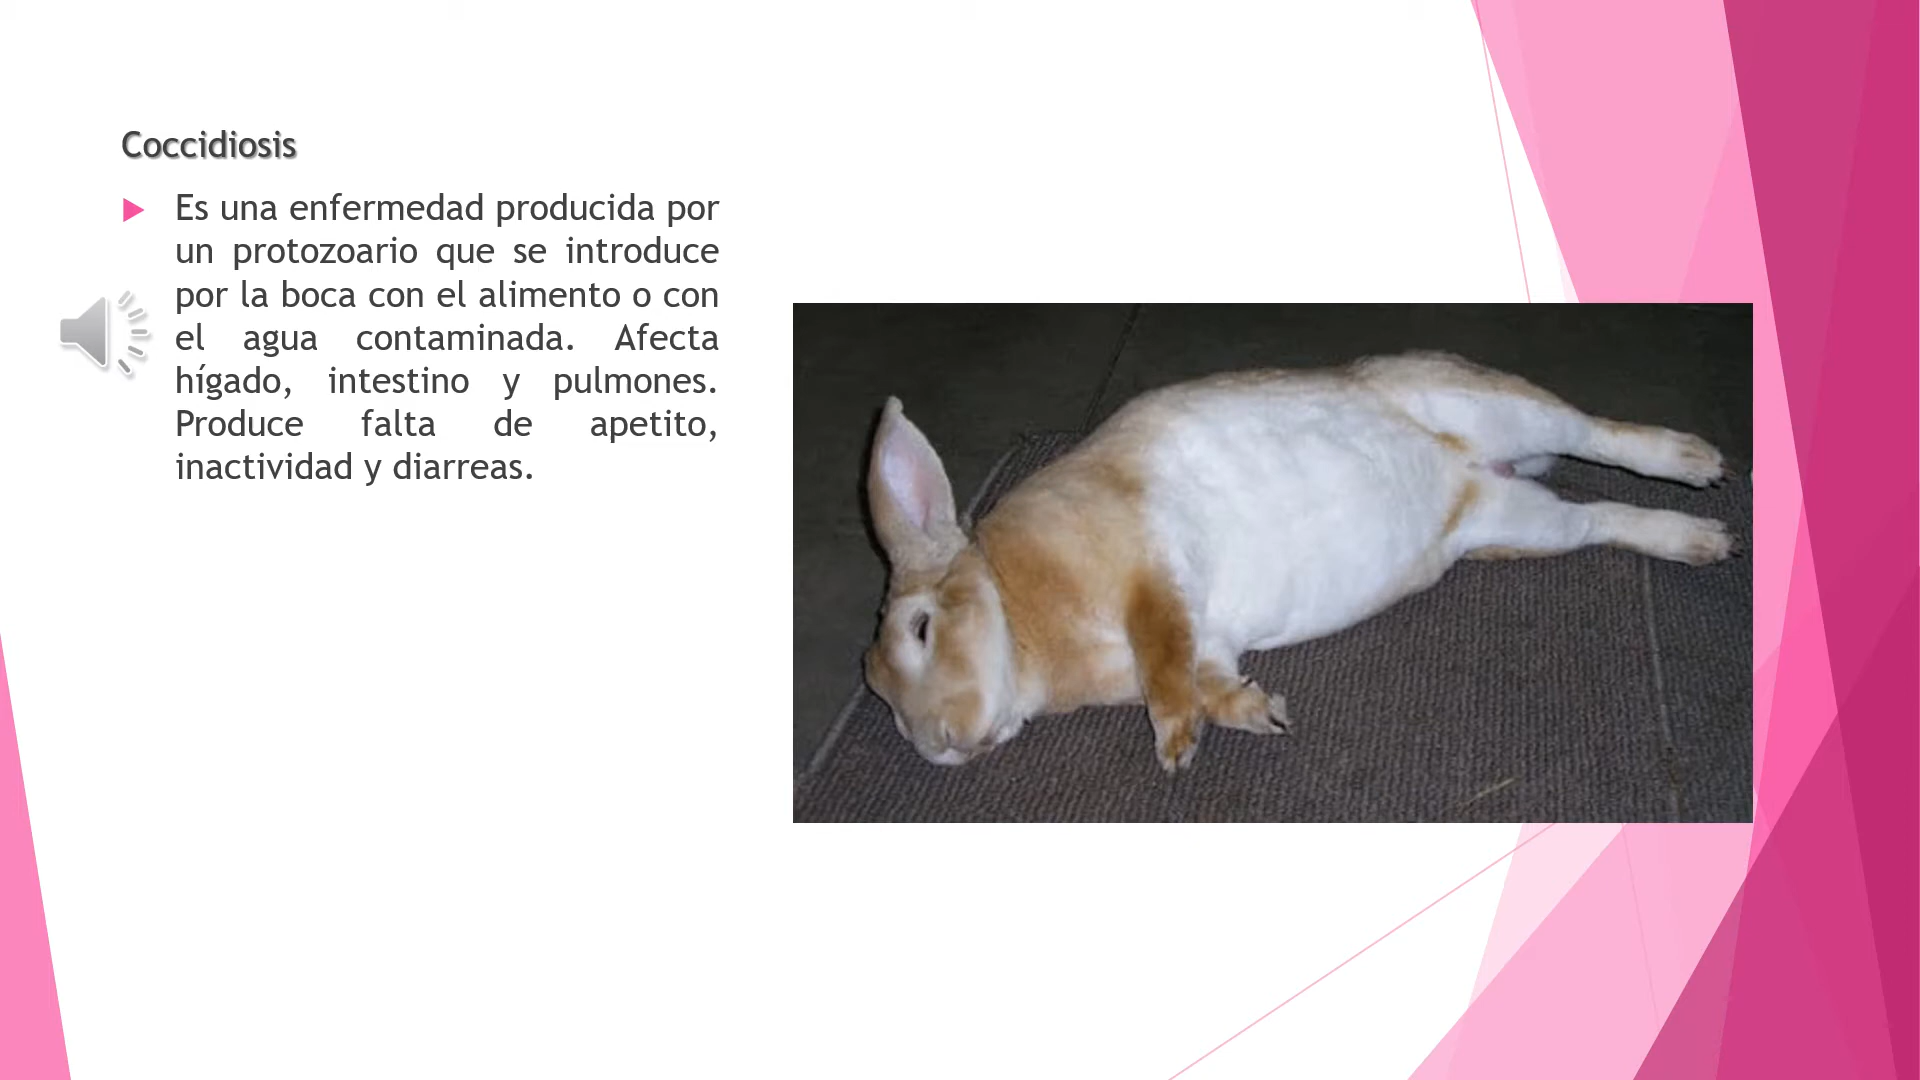 Coccidiosis
Es una enfermedad producida por
un protozoario que se introduce
por la boca con el alimento o con
el agua contaminada. Afecta
hígado, intestino y pulmones.
Produce falta de apetito,
inactividad y diarreas.